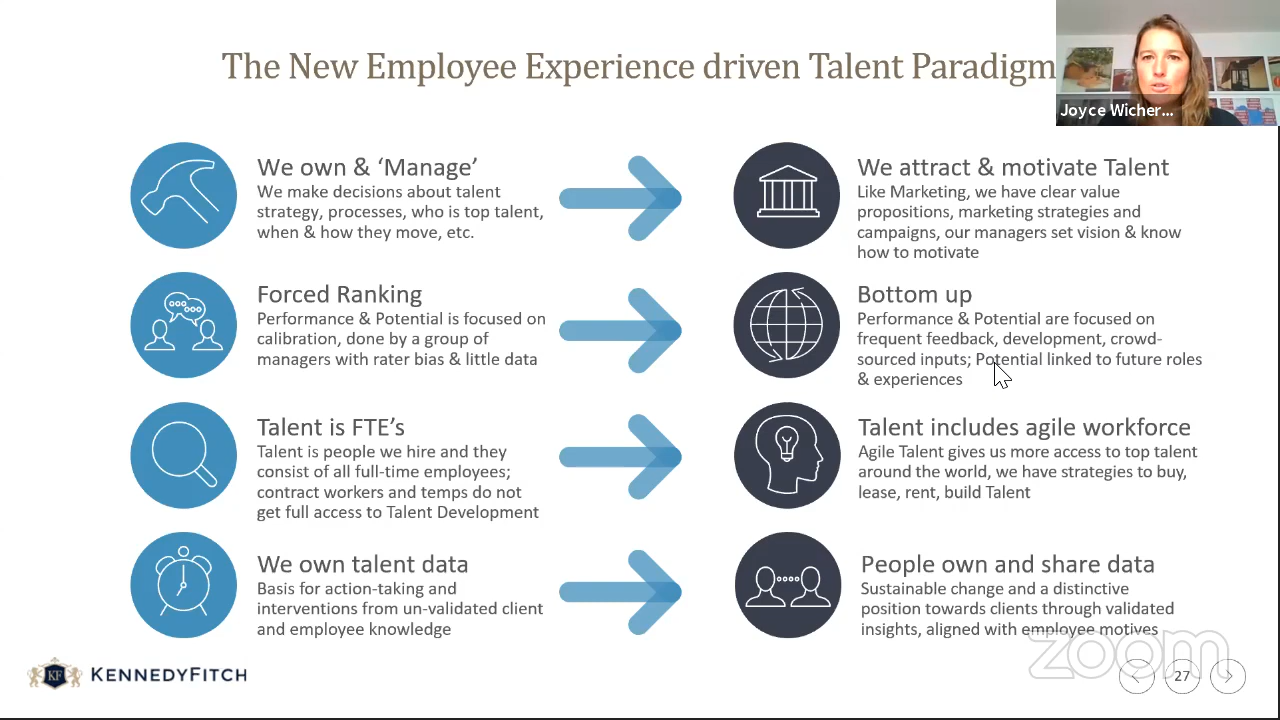 The New Employee Experience driven Talent Paradigm
Joyce Wicher...
We own & ‘Manage’
We make decisions about talent
strategy, processes, who is top talent,
when & how they move, etc.
We attract & motivate Talent
Like Marketing, we have clear value
propositions, marketing strategies and
campaigns, our managers set vision & know
how to motivate
Forced Ranking
Performance & Potential is focused on
calibration, done by a group of
managers with rater bias & little data
Bottom up
Performance & Potential are focused on
frequent feedback, development, crowd-
sourced inputs; Potential linked to future roles
& experiences
Talent is FTE’s
Talent is people we hire and they
consist of all full-time employees;
contract workers and temps do not
get full access to Talent Development
Talent includes agile workforce
Agile Talent gives us more access to top talent
around the world, we have strategies to buy,
lease, rent, build Talent
We own talent data
Basis for action-taking and
interventions from un-validated client
and employee knowledge
People own and share data
Sustainable change and a distinctive
position towards clients through validated
insights, aligned with employee motives
zoom
KF
KENNEDYFITCH
27